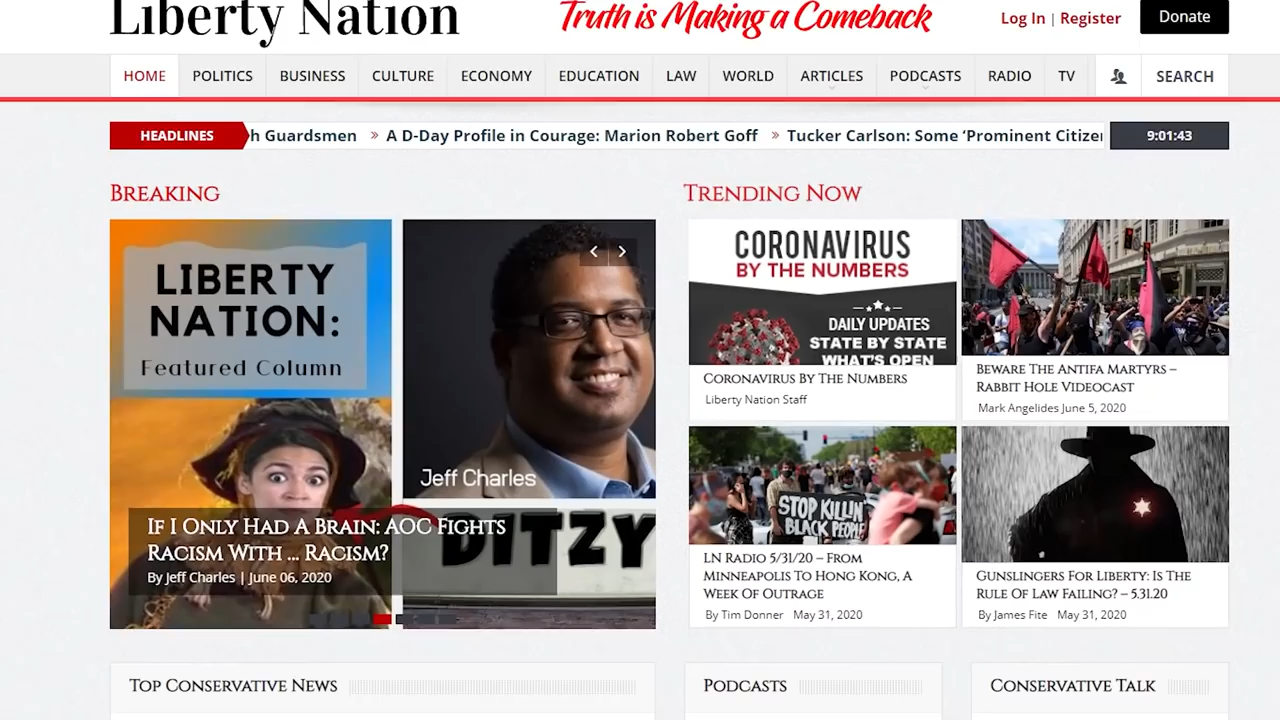 Liberty Nation
Truth is Making a Comeback
Log In | Register
Donate
HOME
POLITICS
BUSINESS
CULTURE
ECONOMY
EDUCATION
LAW
WORLD
ARTICLES
PODCASTS
RADIO
TV
SEARCH
HEADLINES
h Guardsmen » A D-Day Profile in Courage: Marion Robert Goff » Tucker Carlson: Some ‘Prominent Citizen
9:01:43
BREAKING
LIBERTY
NATION:
Featured Column
Jeff Charles
DITZY
IF I ONLY HAD A BRAIN: AOC FIGHTS
RACISM WITH ... RACISM?
By Jeff Charles | June 06, 2020
TRENDING NOW
CORONAVIRUS
BY THE NUMBERS
DAILY UPDATES
STATE BY STATE
WHAT'S OPEN
CORONAVIRUS BY THE NUMBERS
Liberty Nation Staff
BEWARE THE ANTIFA MARTYRS –
RABBIT HOLE VIDEOCAST
Mark Angelides June 5, 2020
STOP KILLIN
BLACK PEOPLE
LN RADIO 5/31/20 – FROM
MINNEAPOLIS TO HONG KONG, A
WEEK OF OUTRAGE
By Tim Donner May 31, 2020
GUNSLINGERS FOR LIBERTY: IS THE
RULE OF LAW FAILING? – 5.31.20
By James Fite May 31, 2020
TOP CONSERVATIVE NEWS
PODCASTS
CONSERVATIVE TALK